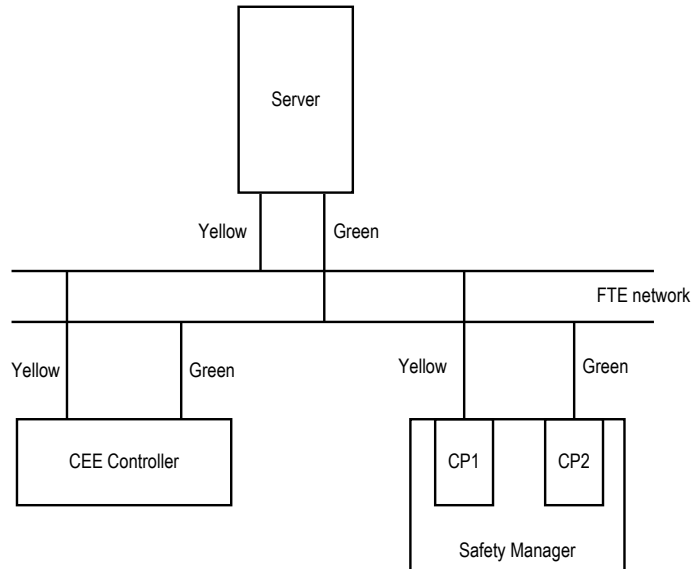 Server
Yellow
Green
FTE network
Yellow
Green
Yellow
Green
CEE Controller
CP1
CP2
Safety Manager